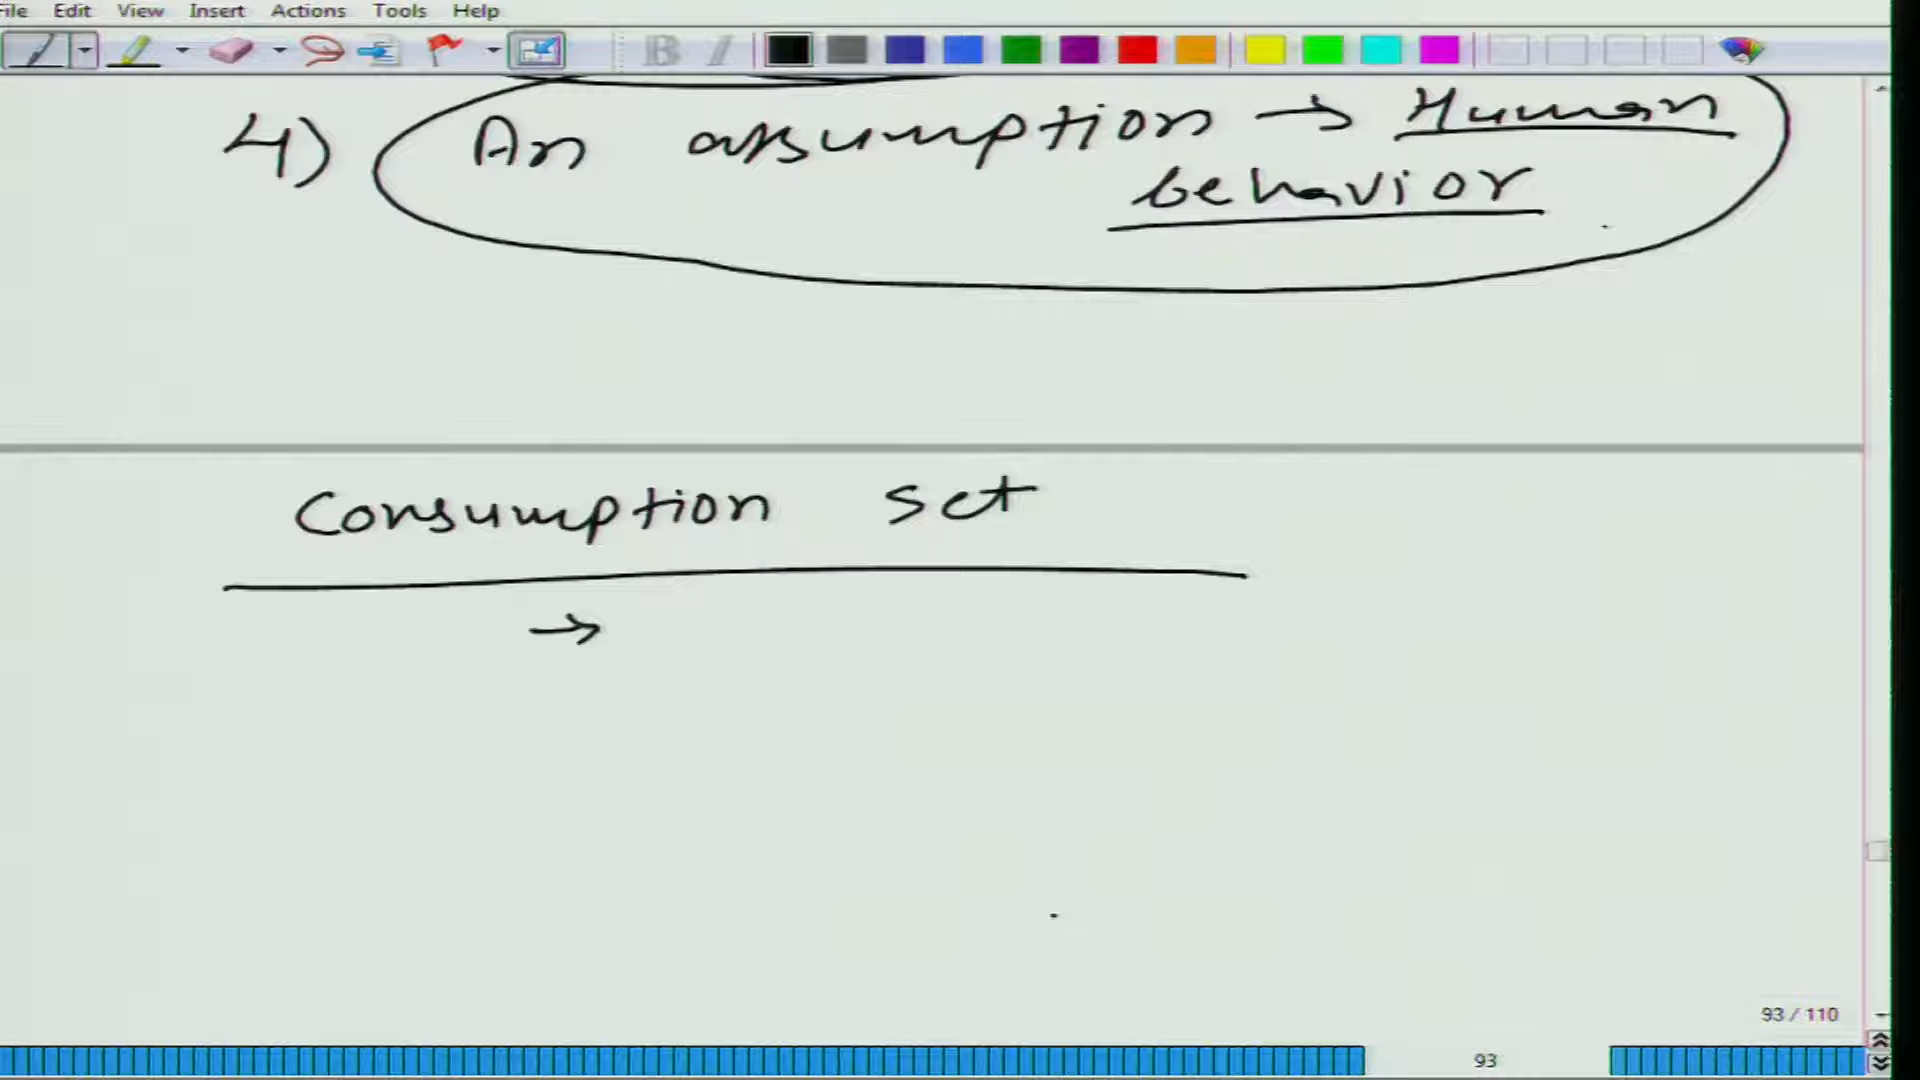 File Edit View Insert Actions Tools Help
B I
4) An assumption → Human
behavior
Consumption set
→
93 / 110
93